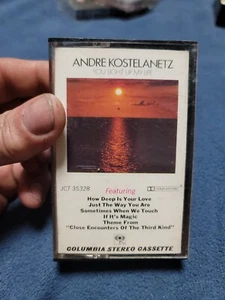 ANDRE KOSTELANETZ
YOU LIGHT UP MY LIFE
JCT 35328
Featuring
How Deep Is Your Love
Just The Way You Are
Sometimes When We Touch
If It's Magic
Theme From
"Close Encounters Of The Third Kind"
COLUMBIA STEREO CASSETTE